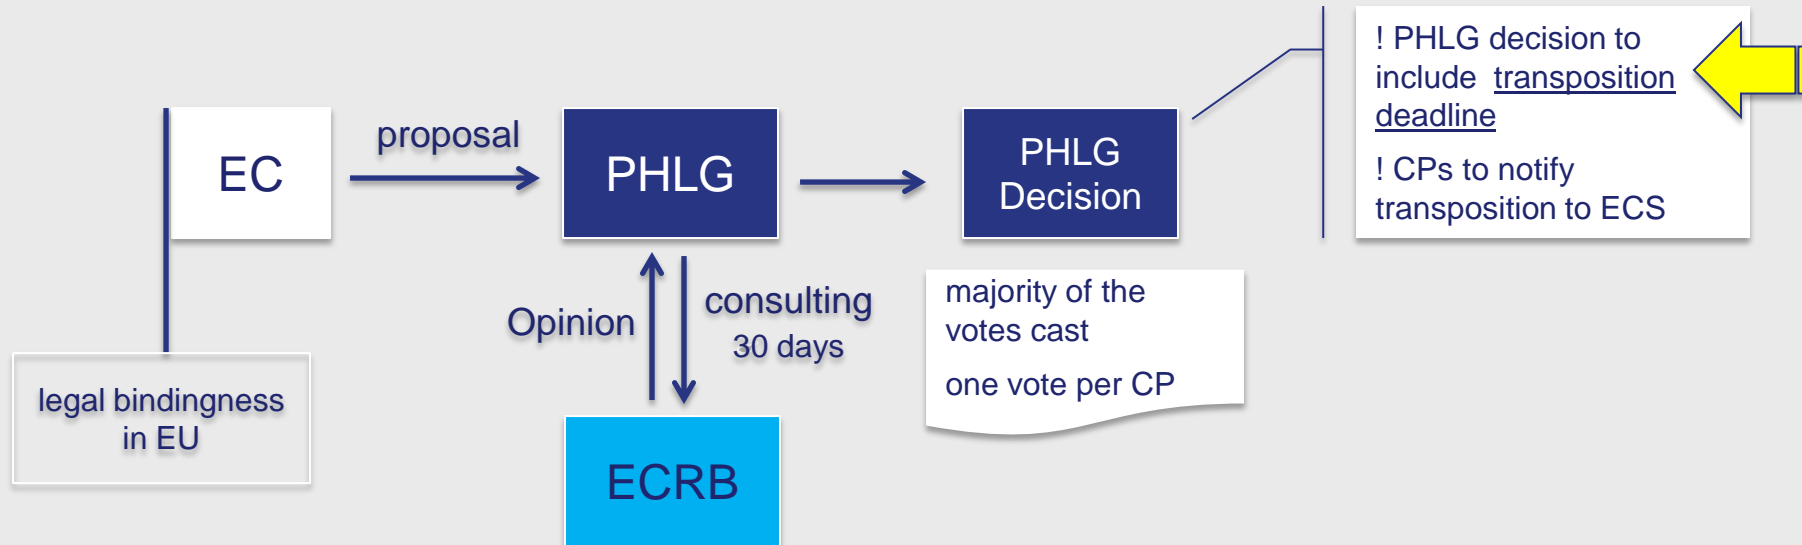 EC
proposal
PHLG
PHLG
Decision
! PHLG decision to
include transposition
deadline
! CPs to notify
transposition to ECS
Opinion
consulting
30 days
majority of the
votes cast
one vote per CP
legal bindingness
in EU
ECRB